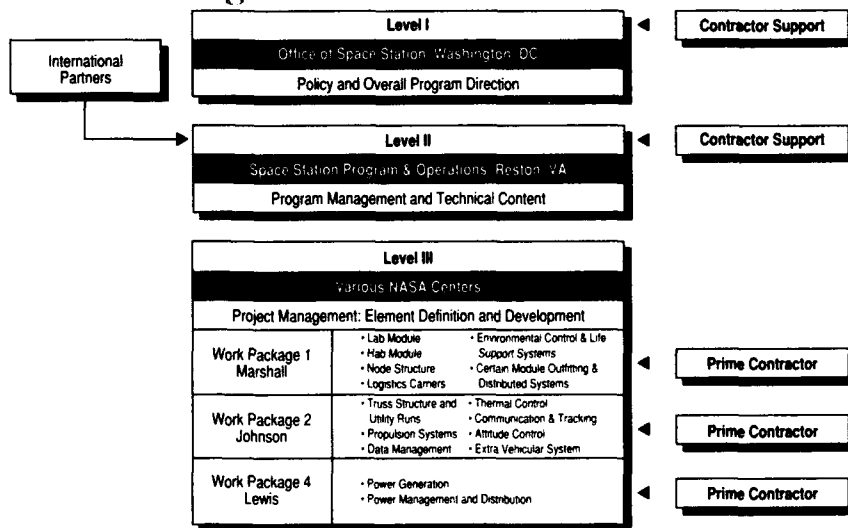 Level I
Contractor Support
Office of Space Station, Washington, DC
International
Partners
Policy and Overall Program Direction
Level II
Contractor Support
Space Station Program & Operations, Reston, VA
Program Management and Technical Content
Level III
Various NASA Centers
Project Management: Element Definition and Development
Work Package 1
Marshall
• Lab Module
• Hab Module
• Node Structure
• Logistics Carriers
• Environmental Control & Life
Support Systems
• Certain Module Outfitting &
Distributed Systems
Prime Contractor
Work Package 2
Johnson
• Truss Structure and
Utility Runs
• Propulsion Systems
• Data Management
• Thermal Control
• Communication & Tracking
• Attitude Control
• Extra Vehicular System
Prime Contractor
Work Package 4
Lewis
• Power Generation
• Power Management and Distribution
Prime Contractor